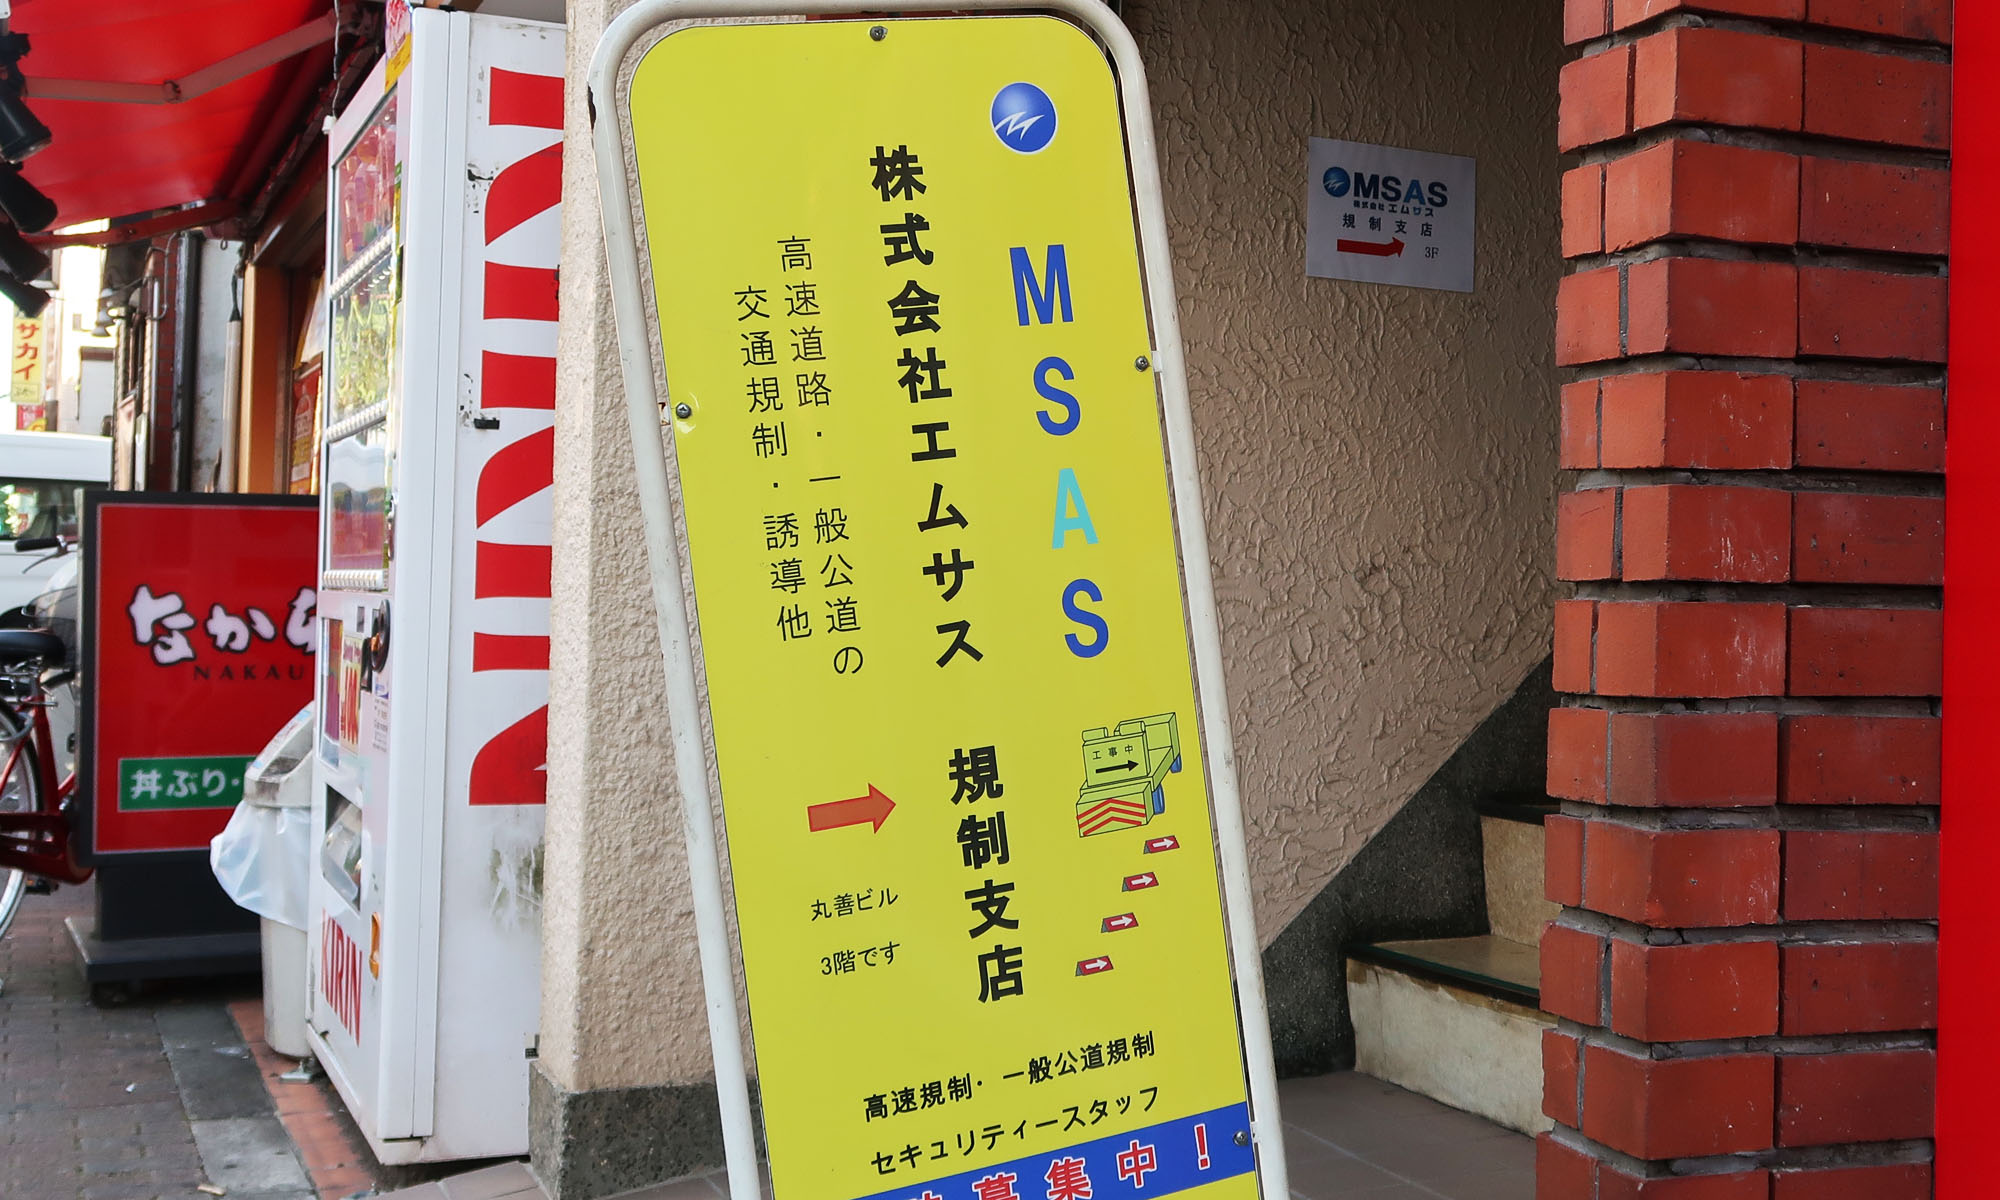 MSAS
株式会社エムサス 規制支店
高速道路・一般公道の
交通規制・誘導他
工事中
丸善ビル
3階です
高速規制・一般公道規制
セキュリティースタッフ
募集中！
MSAS
株式会社エムサス
規制支店
3F
サカイ
なか
NAKAU
丼ぶり・
KIRIN